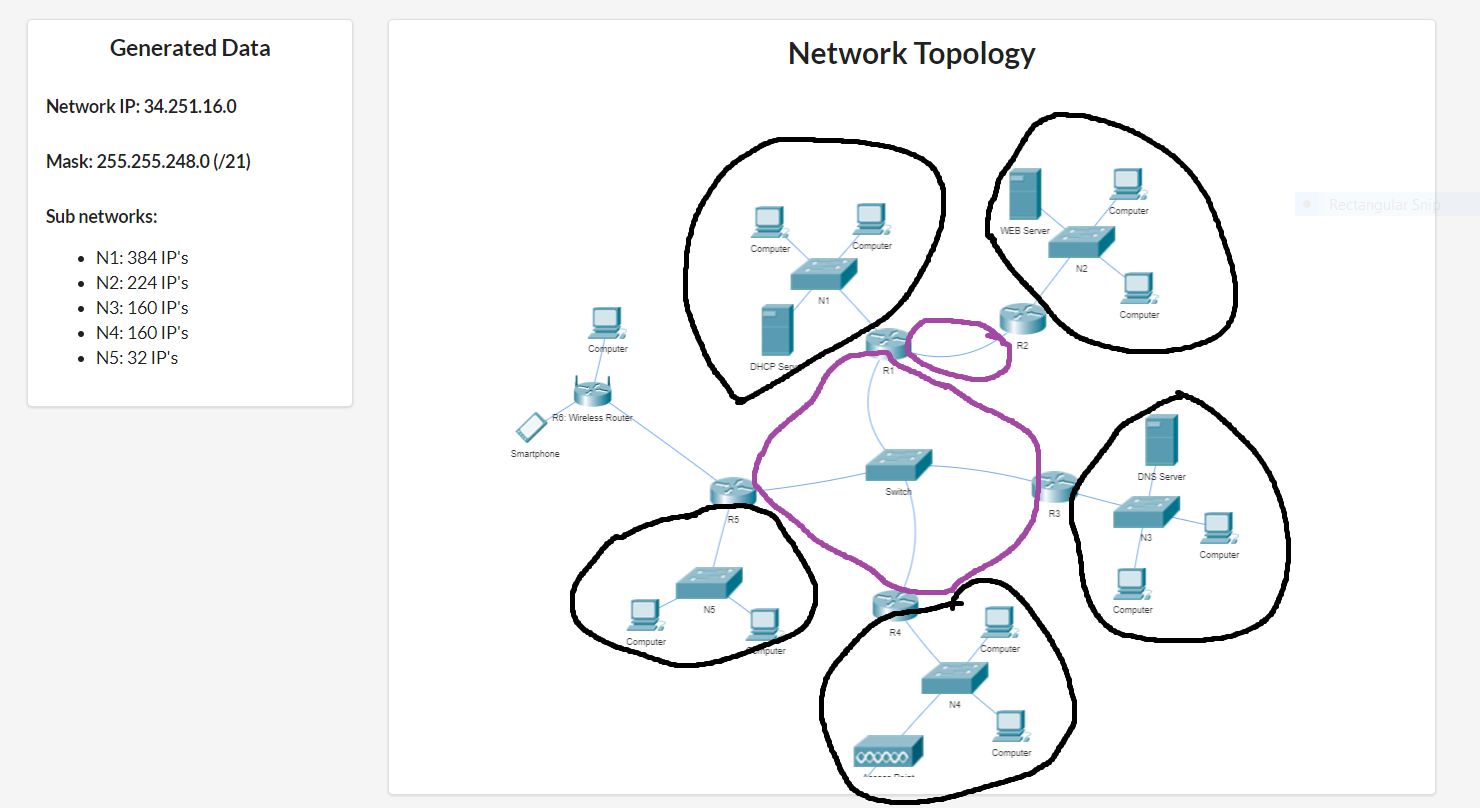 Generated Data
Network IP: 34.251.16.0
Mask: 255.255.248.0 (/21)
Sub networks:
N1: 384 IP's
N2: 224 IP's
N3: 160 IP's
N4: 160 IP's
N5: 32 IP's
Network Topology
Rectangular Snip
WEB Server
Computer
N2
Computer
R2
Computer
Computer
N1
DHCP Serv
R1
Computer
R6: Wireless Router
Smartphone
R5
Switch
R3
DNS Server
N3
Computer
Computer
N5
Computer
Computer
R4
Computer
N4
Computer
Access Point